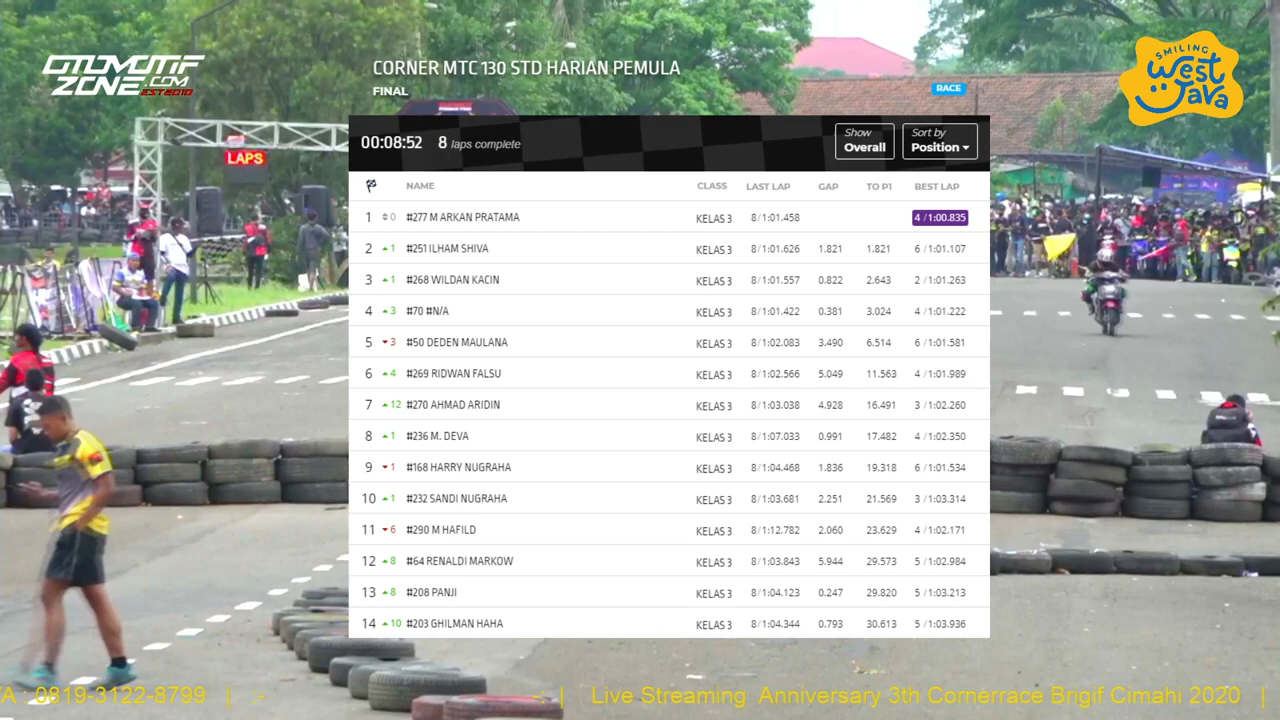 OTOMOTIF
ZONE.COM
EST 2010
CORNER MTC 130 STD HARIAN PEMULA
FINAL
RACE
SMILING
West
Java
LAPS
00:08:52 8 laps complete
Show
Overall
Sort by
Position
NAME CLASS LAST LAP GAP TO P1 BEST LAP
1 0 #277 M ARKAN PRATAMA KELAS 3 8/1:01.458 4/1:00.835
2 1 #251 ILHAM SHIVA KELAS 3 8/1:01.626 1.821 1.821 6/1:01.107
3 1 #268 WILDAN KACIN KELAS 3 8/1:01.557 0.822 2.643 2/1:01.263
4 3 #70 #N/A KELAS 3 8/1:01.422 0.381 3.024 4/1:01.222
5 3 #50 DEDEN MAULANA KELAS 3 8/1:02.083 3.490 6.514 6/1:01.581
6 4 #269 RIDWAN FALSU KELAS 3 8/1:02.566 5.049 11.563 4/1:01.989
7 12 #270 AHMAD ARIDIN KELAS 3 8/1:03.038 4.928 16.491 3/1:02.260
8 1 #236 M. DEVA KELAS 3 8/1:07.033 0.991 17.482 4/1:02.350
9 1 #168 HARRY NUGRAHA KELAS 3 8/1:04.468 1.836 19.318 6/1:01.534
10 1 #232 SANDI NUGRAHA KELAS 3 8/1:03.681 2.251 21.569 3/1:03.314
11 6 #290 M HAFILD KELAS 3 8/1:12.782 2.060 23.629 4/1:02.171
12 8 #64 RENALDI MARKOW KELAS 3 8/1:03.843 5.944 29.573 5/1:02.984
13 8 #208 PANJI KELAS 3 8/1:04.123 0.247 29.820 5/1:03.213
14 10 #203 GHILMAN HAHA KELAS 3 8/1:04.344 0.793 30.613 5/1:03.936
/A : 0819-3122-8799 | :- -: | Live Streaming Anniversary 3th Cornerrace Brigif Cimahi 2020 |